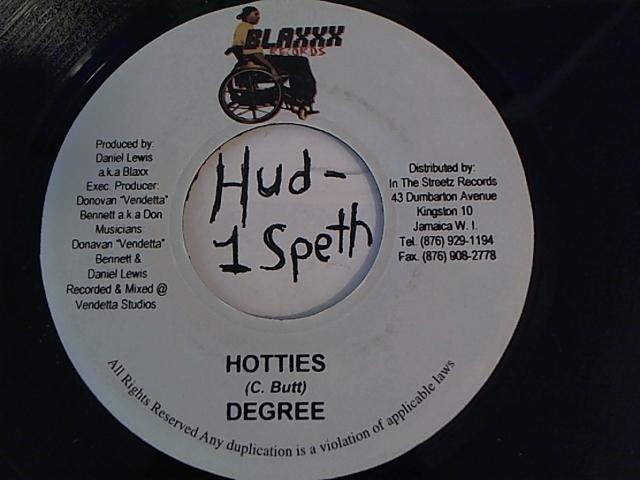 BLAXXX
RECORDS
Produced by:
Daniel Lewis
a.k.a Blaxx
Exec. Producer:
Donovan "Vendetta"
Bennett a.k.a Don
Musicians:
Donavan "Vendetta"
Bennett &
Daniel Lewis
Recorded & Mixed @
Vendetta Studios
Hud-
1 Speth
Distributed by:
In The Streetz Records
43 Dumbarton Avenue
Kingston 10
Jamaica W. I.
Tel. (876) 929-1194
Fax. (876) 908-2778
HOTTIES
(C. Butt)
DEGREE
All Rights Reserved Any duplication is a violation of applicable laws